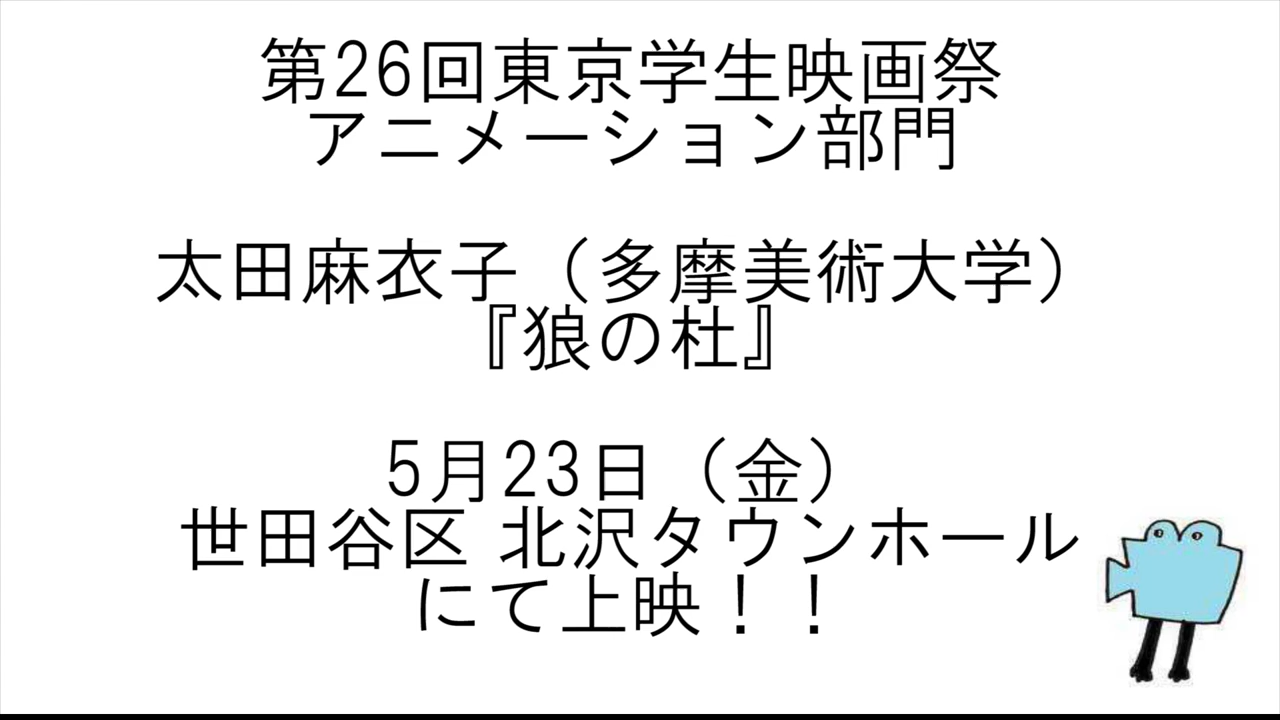 第26回東京学生映画祭
アニメーション部門
太田麻衣子（多摩美術大学）
『狼の杜』
5月23日（金）
世田谷区 北沢タウンホール
にて上映！！